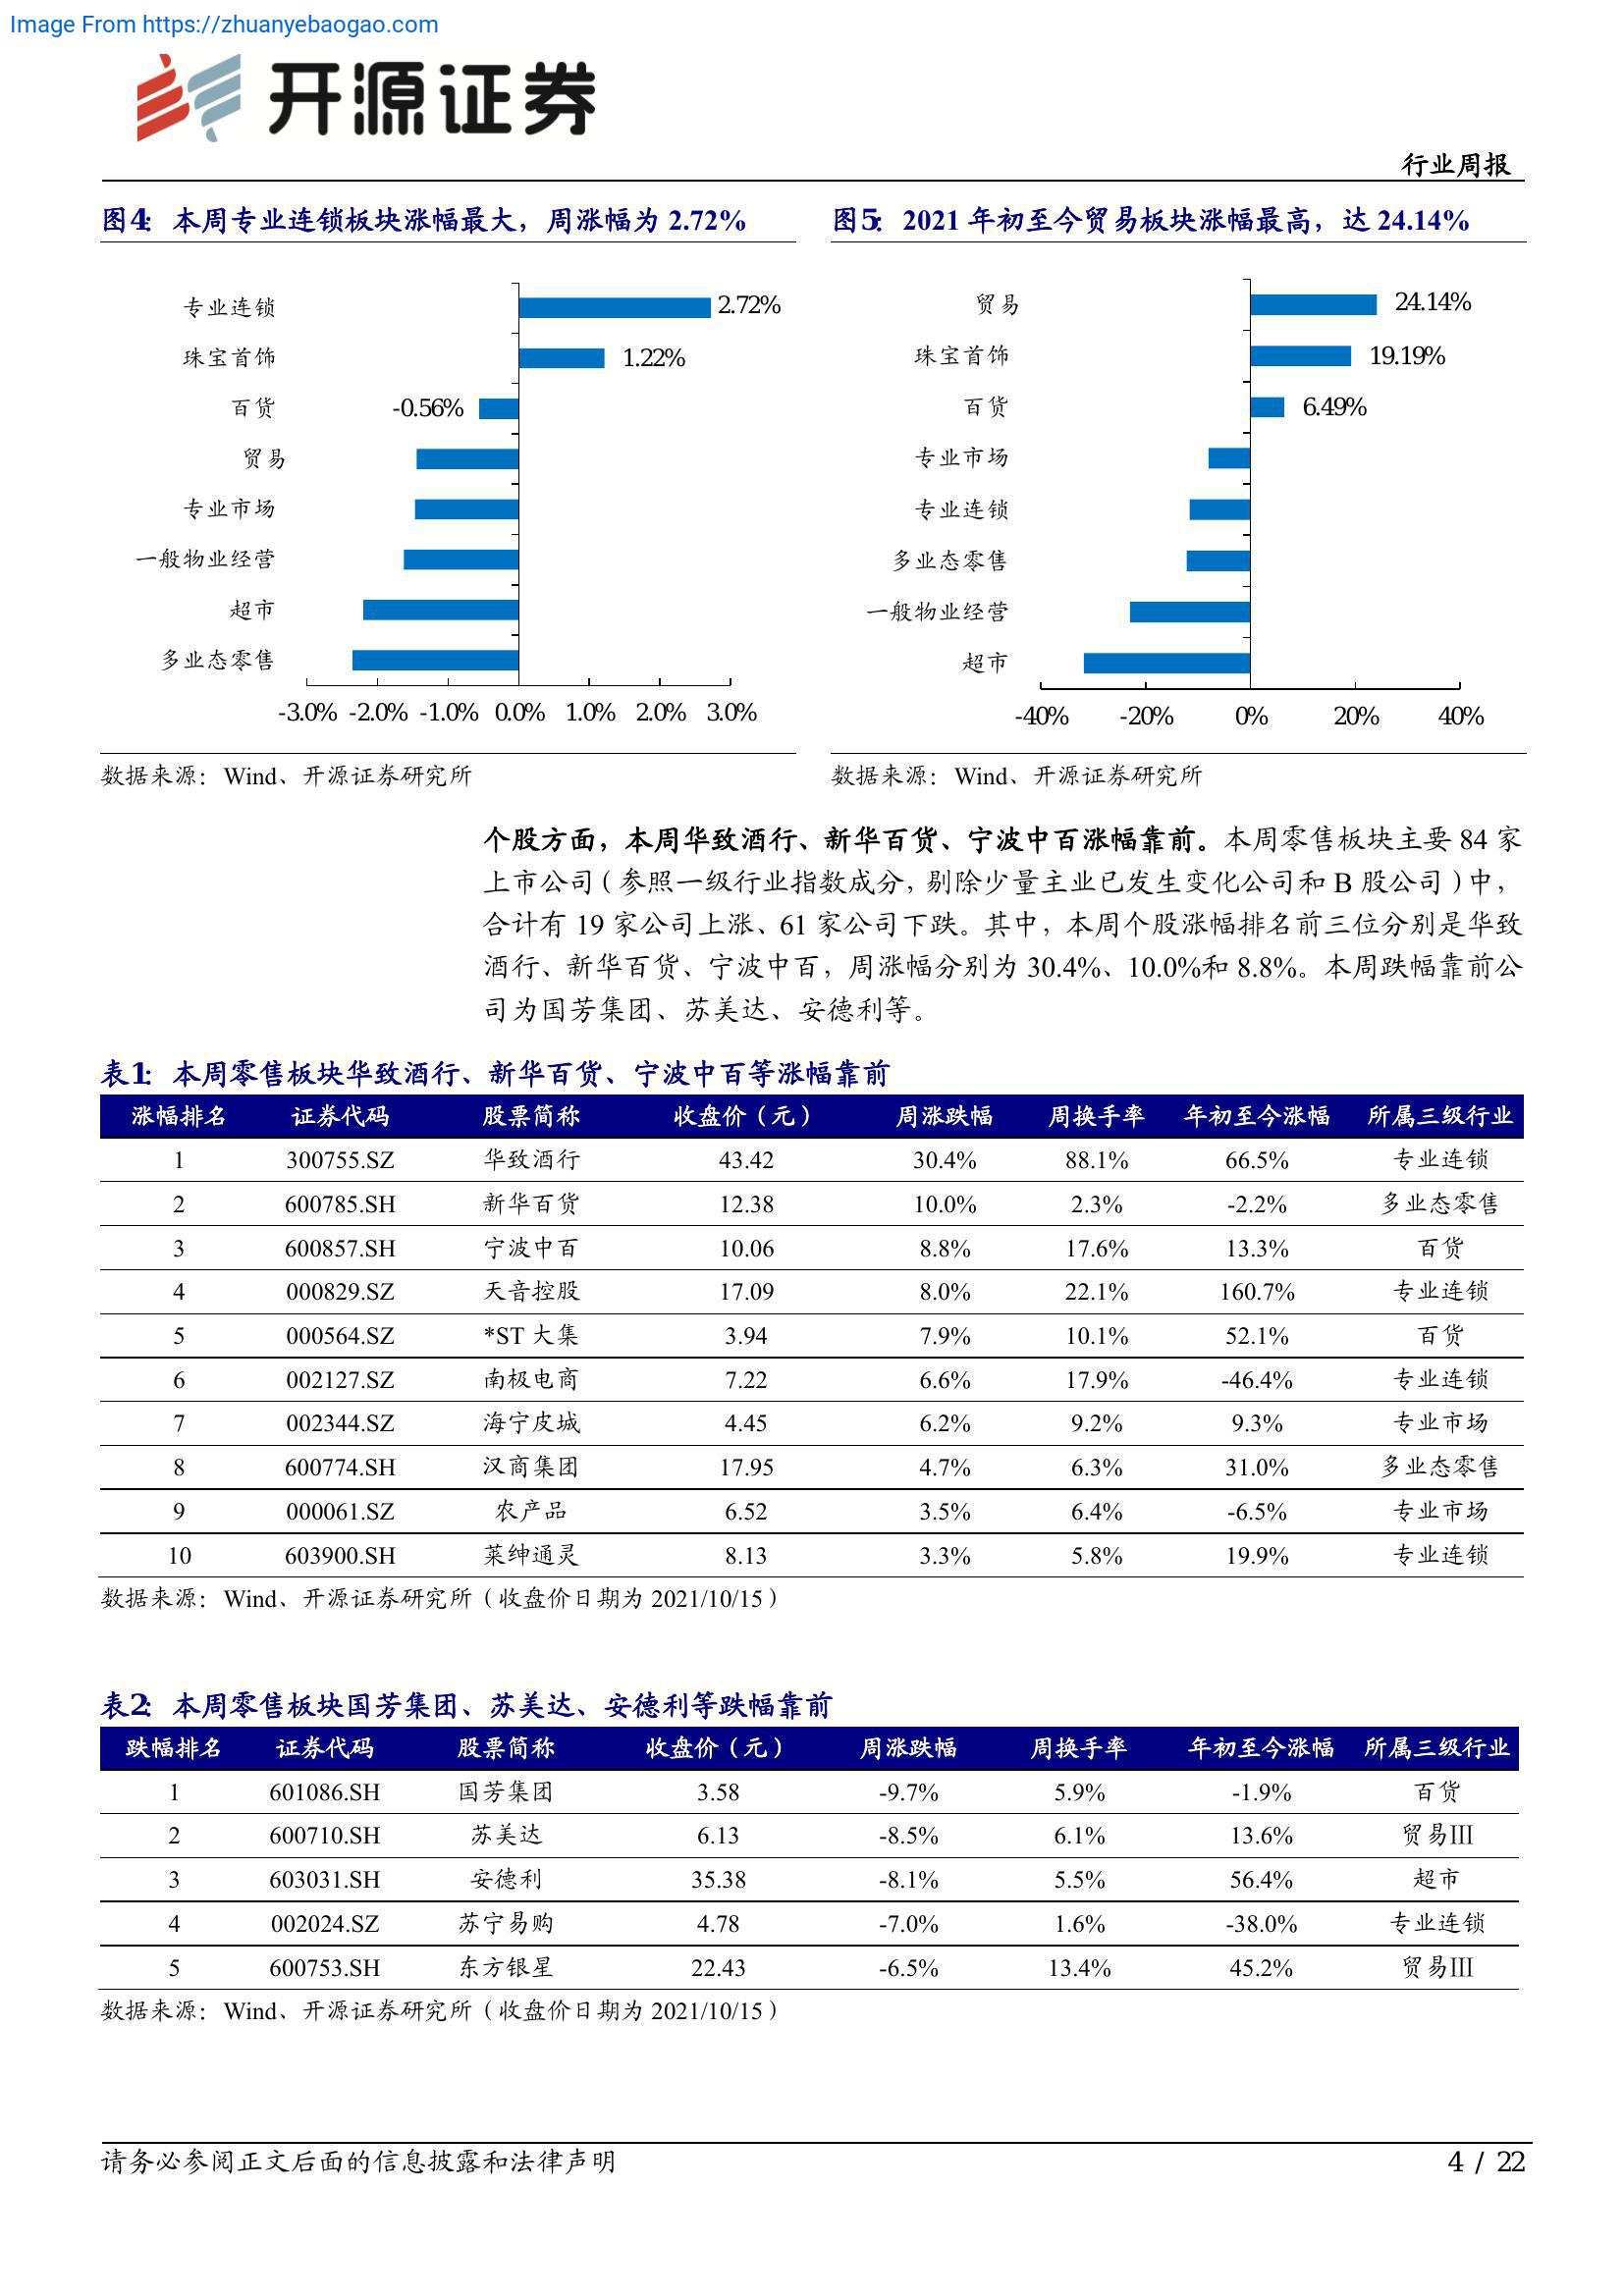 Image From https://zhuanyebaogao.com
开源证券
行业周报
图4：本周专业连锁板块涨幅最大，周涨幅为 2.72%
专业连锁 2.72%
珠宝首饰 1.22%
百货 -0.56%
贸易
专业市场
一般物业经营
超市
多业态零售
-3.0% -2.0% -1.0% 0.0% 1.0% 2.0% 3.0%
数据来源：Wind、开源证券研究所
图5：2021 年初至今贸易板块涨幅最高，达 24.14%
贸易 24.14%
珠宝首饰 19.19%
百货 6.49%
专业市场
专业连锁
多业态零售
一般物业经营
超市
-40% -20% 0% 20% 40%
数据来源：Wind、开源证券研究所
个股方面，本周华致酒行、新华百货、宁波中百涨幅靠前。本周零售板块主要 84 家
上市公司（参照一级行业指数成分，剔除少量主业已发生变化公司和 B 股公司）中，
合计有 19 家公司上涨、61 家公司下跌。其中，本周个股涨幅排名前三位分别是华致
酒行、新华百货、宁波中百，周涨幅分别为 30.4%、10.0%和 8.8%。本周跌幅靠前公
司为国芳集团、苏美达、安德利等。
表1：本周零售板块华致酒行、新华百货、宁波中百等涨幅靠前
涨幅排名 证券代码 股票简称 收盘价（元） 周涨跌幅 周换手率 年初至今涨幅 所属三级行业
1 300755.SZ 华致酒行 43.42 30.4% 88.1% 66.5% 专业连锁
2 600785.SH 新华百货 12.38 10.0% 2.3% -2.2% 多业态零售
3 600857.SH 宁波中百 10.06 8.8% 17.6% 13.3% 百货
4 000829.SZ 天音控股 17.09 8.0% 22.1% 160.7% 专业连锁
5 000564.SZ *ST 大集 3.94 7.9% 10.1% 52.1% 百货
6 002127.SZ 南极电商 7.22 6.6% 17.9% -46.4% 专业连锁
7 002344.SZ 海宁皮城 4.45 6.2% 9.2% 9.3% 专业市场
8 600774.SH 汉商集团 17.95 4.7% 6.3% 31.0% 多业态零售
9 000061.SZ 农产品 6.52 3.5% 6.4% -6.5% 专业市场
10 603900.SH 莱绅通灵 8.13 3.3% 5.8% 19.9% 专业连锁
数据来源：Wind、开源证券研究所（收盘价日期为 2021/10/15）
表2：本周零售板块国芳集团、苏美达、安德利等跌幅靠前
跌幅排名 证券代码 股票简称 收盘价（元） 周涨跌幅 周换手率 年初至今涨幅 所属三级行业
1 601086.SH 国芳集团 3.58 -9.7% 5.9% -1.9% 百货
2 600710.SH 苏美达 6.13 -8.5% 6.1% 13.6% 贸易Ⅲ
3 603031.SH 安德利 35.38 -8.1% 5.5% 56.4% 超市
4 002024.SZ 苏宁易购 4.78 -7.0% 1.6% -38.0% 专业连锁
5 600753.SH 东方银星 22.43 -6.5% 13.4% 45.2% 贸易Ⅲ
数据来源：Wind、开源证券研究所（收盘价日期为 2021/10/15）
请务必参阅正文后面的信息披露和法律声明
4 / 22